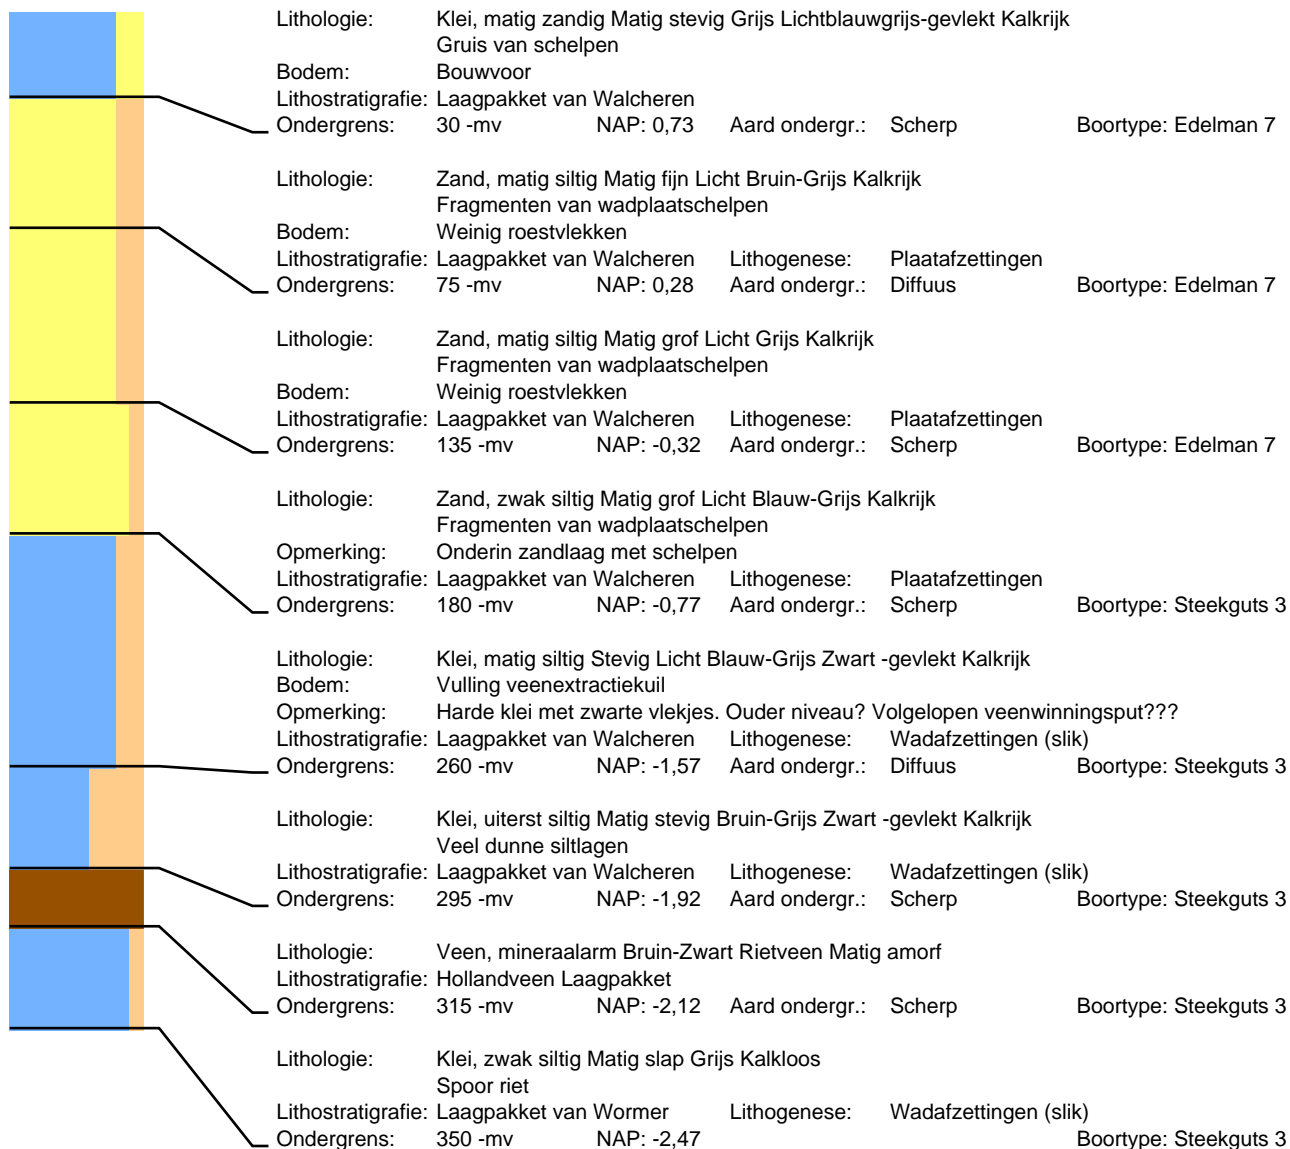 Lithologie: Klei, matig zandig Matig stevig Grijs Lichtblauwgrijs-gevlekt Kalkrijk
Gruis van schelpen
Bodem: Bouwvoor
Lithostratigrafie: Laagpakket van Walcheren
Ondergrens: 30 -mv NAP: 0,73 Aard ondergr.: Scherp Boortype: Edelman 7
Lithologie: Zand, matig siltig Matig fijn Licht Bruin-Grijs Kalkrijk
Fragmenten van wadplaatschelpen
Bodem: Weinig roestvlekken
Lithostratigrafie: Laagpakket van Walcheren Lithogenese: Plaatafzettingen
Ondergrens: 75 -mv NAP: 0,28 Aard ondergr.: Diffuus Boortype: Edelman 7
Lithologie: Zand, matig siltig Matig grof Licht Grijs Kalkrijk
Fragmenten van wadplaatschelpen
Bodem: Weinig roestvlekken
Lithostratigrafie: Laagpakket van Walcheren Lithogenese: Plaatafzettingen
Ondergrens: 135 -mv NAP: -0,32 Aard ondergr.: Scherp Boortype: Edelman 7
Lithologie: Zand, zwak siltig Matig grof Licht Blauw-Grijs Kalkrijk
Fragmenten van wadplaatschelpen
Opmerking: Onderin zandlaag met schelpen
Lithostratigrafie: Laagpakket van Walcheren Lithogenese: Plaatafzettingen
Ondergrens: 180 -mv NAP: -0,77 Aard ondergr.: Scherp Boortype: Steekguts 3
Lithologie: Klei, matig siltig Stevig Licht Blauw-Grijs Zwart -gevlekt Kalkrijk
Bodem: Vulling veenextractiekuil
Opmerking: Harde klei met zwarte vlekjes. Ouder niveau? Volgelopen veenwinningsput???
Lithostratigrafie: Laagpakket van Walcheren Lithogenese: Wadafzettingen (slik)
Ondergrens: 260 -mv NAP: -1,57 Aard ondergr.: Diffuus Boortype: Steekguts 3
Lithologie: Klei, uiterst siltig Matig stevig Bruin-Grijs Zwart -gevlekt Kalkrijk
Veel dunne siltlagen
Lithostratigrafie: Laagpakket van Walcheren Lithogenese: Wadafzettingen (slik)
Ondergrens: 295 -mv NAP: -1,92 Aard ondergr.: Scherp Boortype: Steekguts 3
Lithologie: Veen, mineraalarm Bruin-Zwart Rietveen Matig amorf
Lithostratigrafie: Hollandveen Laagpakket
Ondergrens: 315 -mv NAP: -2,12 Aard ondergr.: Scherp Boortype: Steekguts 3
Lithologie: Klei, zwak siltig Matig slap Grijs Kalkloos
Spoor riet
Lithostratigrafie: Laagpakket van Wormer Lithogenese: Wadafzettingen (slik)
Ondergrens: 350 -mv NAP: -2,47 Boortype: Steekguts 3